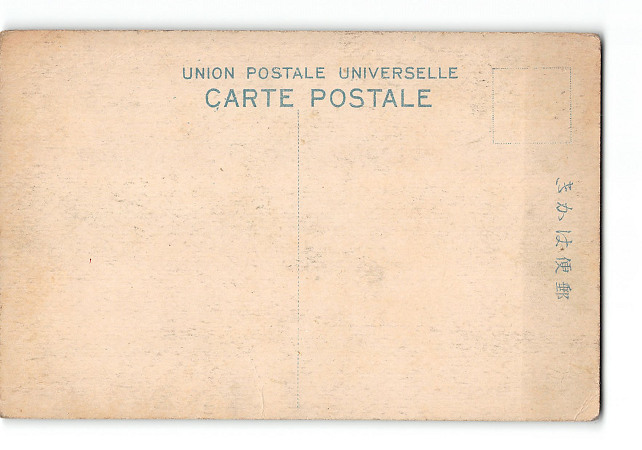 UNION POSTALE UNIVERSELLE
CARTE POSTALE
きかは便郵